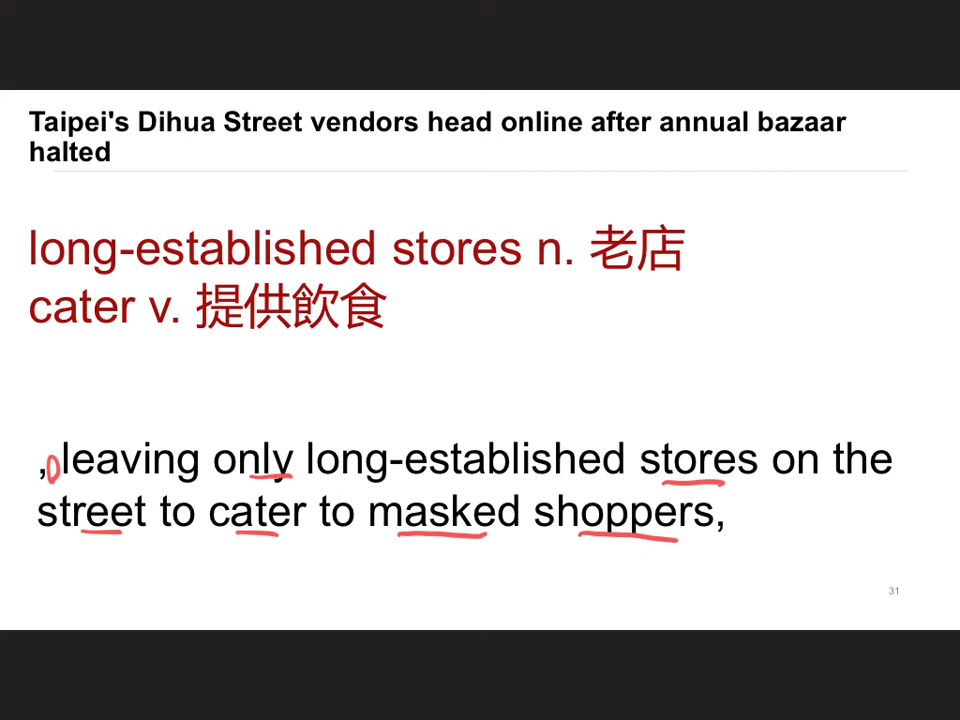 Taipei's Dihua Street vendors head online after annual bazaar
halted
long-established stores n. 老店
cater v. 提供飲食
, leaving only long-established stores on the
street to cater to masked shoppers,
31